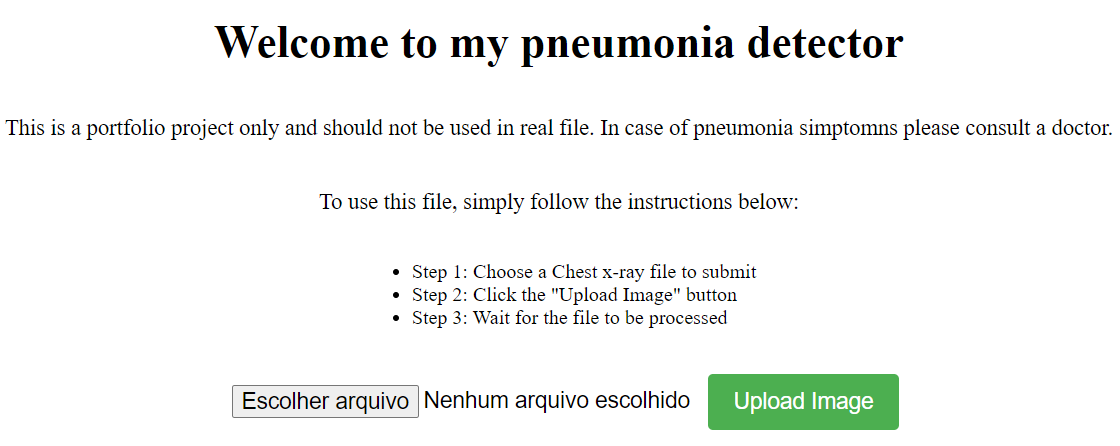 Welcome to my pneumonia detector
This is a portfolio project only and should not be used in real file. In case of pneumonia simptomns please consult a doctor.
To use this file, simply follow the instructions below:
• Step 1: Choose a Chest x-ray file to submit
• Step 2: Click the "Upload Image" button
• Step 3: Wait for the file to be processed
Escolher arquivo Nenhum arquivo escolhido Upload Image